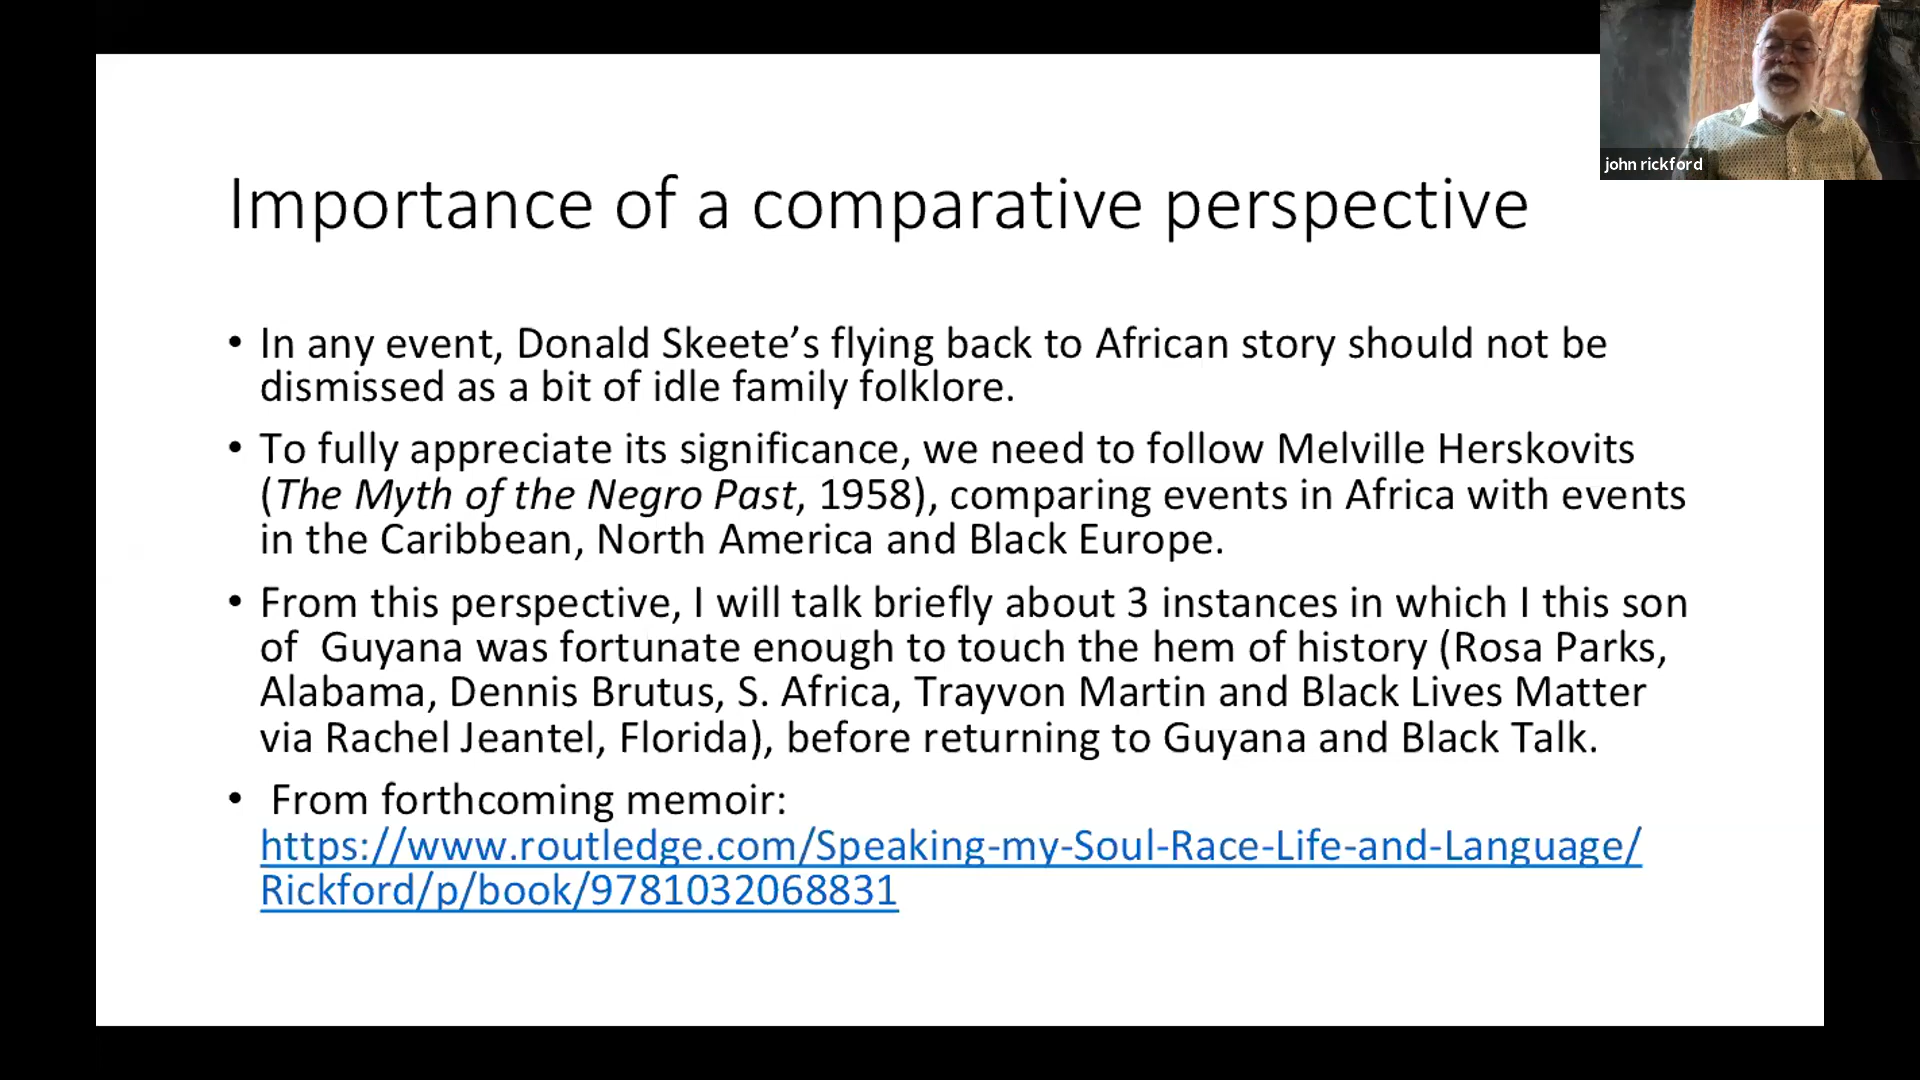 john rickford
Importance of a comparative perspective
• In any event, Donald Skeete’s flying back to African story should not be
dismissed as a bit of idle family folklore.
• To fully appreciate its significance, we need to follow Melville Herskovits
(The Myth of the Negro Past, 1958), comparing events in Africa with events
in the Caribbean, North America and Black Europe.
• From this perspective, I will talk briefly about 3 instances in which I this son
of  Guyana was fortunate enough to touch the hem of history (Rosa Parks,
Alabama, Dennis Brutus, S. Africa, Trayvon Martin and Black Lives Matter
via Rachel Jeantel, Florida), before returning to Guyana and Black Talk.
•  From forthcoming memoir:
https://www.routledge.com/Speaking-my-Soul-Race-Life-and-Language/
Rickford/p/book/9781032068831